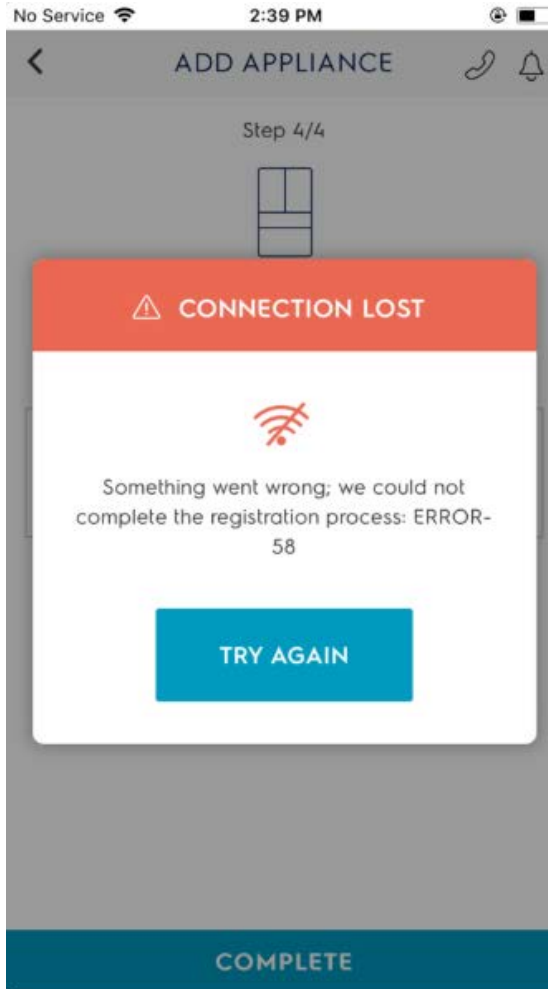 No Service 2:39 PM
ADD APPLIANCE
Step 4/4
CONNECTION LOST
Something went wrong; we could not
complete the registration process: ERROR-
58
TRY AGAIN
COMPLETE